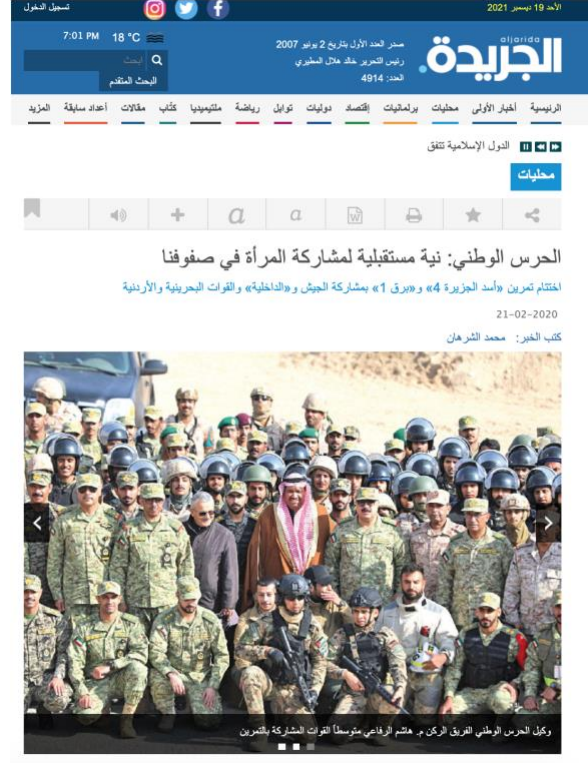 الأحد 19 ديسمبر 2021
تسجيل الدخول
aljarida
الجريدة.
صدر العدد الأول بتاريخ 2 يونيو 2007
رئيس التحرير خالد هلال المطيري
العدد: 4914
7:01 PM 18 °C
ابحث
البحث المتقدم
الرئيسية أخبار الأولى محليات برلمانيات إقتصاد دوليات توابل رياضة ملتيميديا كتّاب مقالات أعداد سابقة المزيد
الدول الإسلامية تتفق
محليات
a a W
الحرس الوطني: نية مستقبلية لمشاركة المرأة في صفوفنا
اختتام تمرين «أسد الجزيرة 4» و«برق 1» بمشاركة الجيش و«الداخلية» والقوات البحرينية والأردنية
21-02-2020
كتب الخبر: محمد الشرهان
وكيل الحرس الوطني الفريق الركن م. هاشم الرفاعي متوسطاً القوات المشاركة بالتمرين